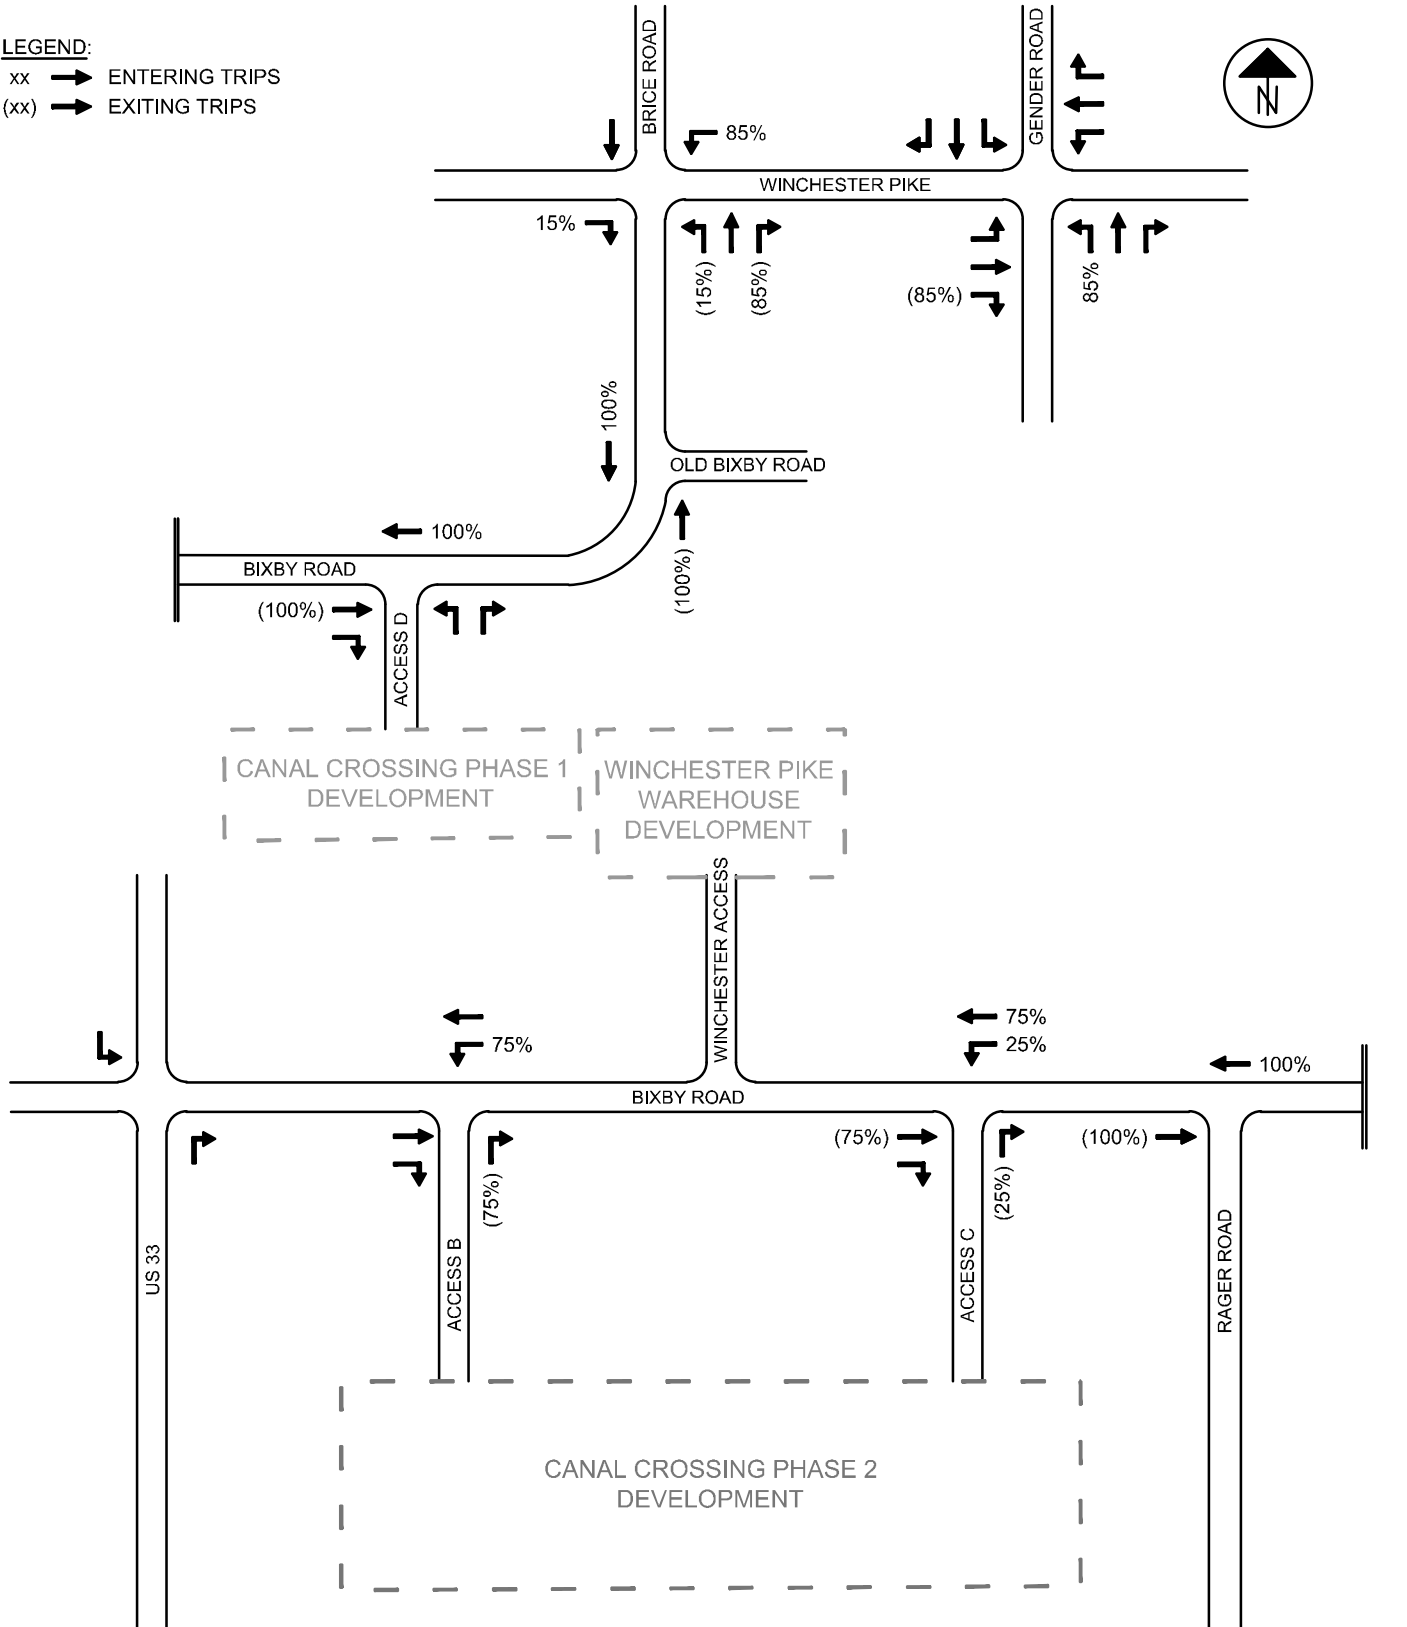 LEGEND:
xx ENTERING TRIPS
(xx) EXITING TRIPS
BRICE ROAD
GENDER ROAD
N
85%
WINCHESTER PIKE
15%
(15%)
(85%)
(85%)
85%
100%
OLD BIXBY ROAD
100%
BIXBY ROAD
(100%)
(100%)
ACCESS D
CANAL CROSSING PHASE 1
DEVELOPMENT
WINCHESTER PIKE
WAREHOUSE
DEVELOPMENT
WINCHESTER ACCESS
75%
75%
25%
100%
BIXBY ROAD
(75%)
(75%)
(25%)
(100%)
US 33
ACCESS B
ACCESS C
RAGER ROAD
CANAL CROSSING PHASE 2
DEVELOPMENT